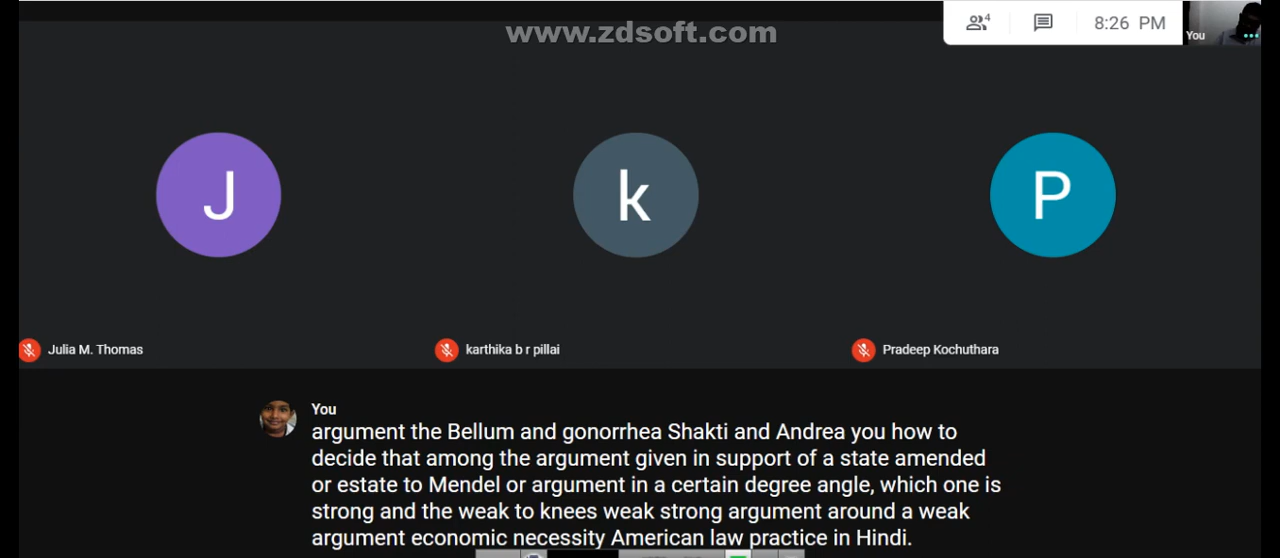 www.zdsoft.com
4
8:26 PM
You
J
k
P
Julia M. Thomas
karthika b r pillai
Pradeep Kochuthara
You
argument the Bellum and gonorrhea Shakti and Andrea you how to
decide that among the argument given in support of a state amended
or estate to Mendel or argument in a certain degree angle, which one is
strong and the weak to knees weak strong argument around a weak
argument economic necessity American law practice in Hindi.